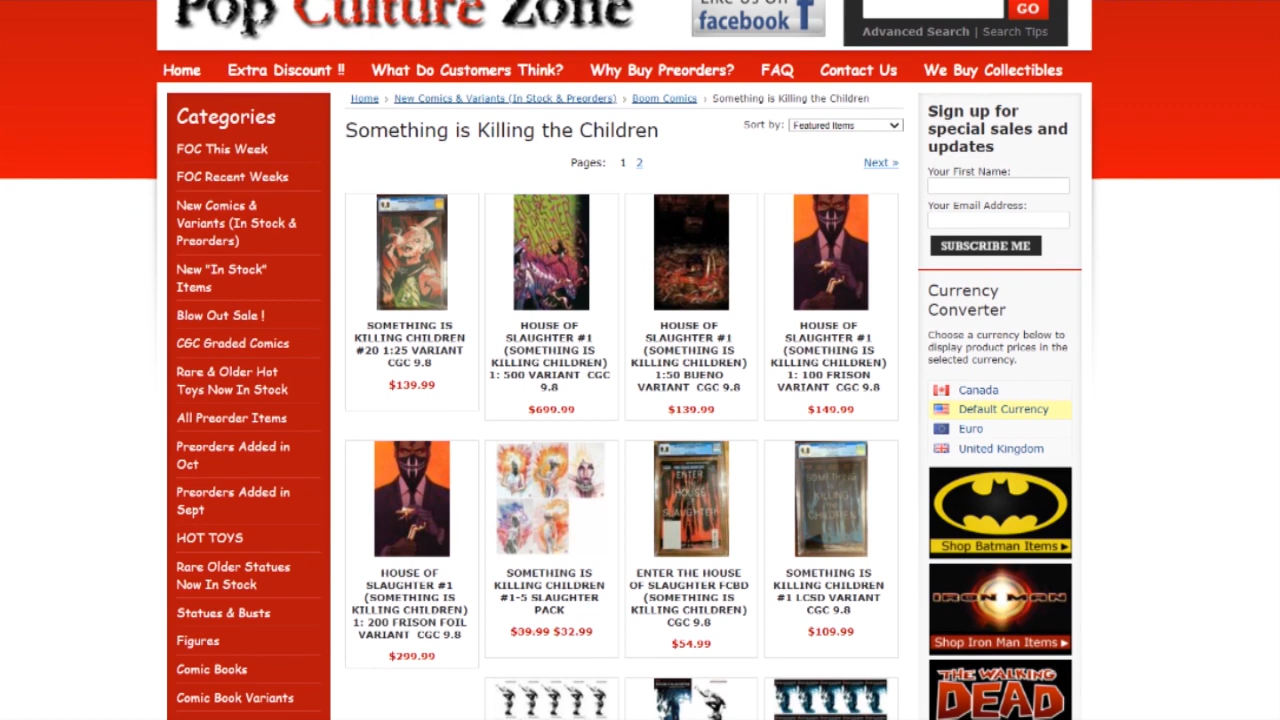 Pop Culture Zone
Like Us On
facebook
GO
Advanced Search | Search Tips
Home
Extra Discount !!
What Do Customers Think?
Why Buy Preorders?
FAQ
Contact Us
We Buy Collectibles
Categories
FOC This Week
FOC Recent Weeks
New Comics &
Variants (In Stock &
Preorders)
New "In Stock"
Items
Blow Out Sale !
CGC Graded Comics
Rare & Older Hot
Toys Now In Stock
All Preorder Items
Preorders Added in
Oct
Preorders Added in
Sept
HOT TOYS
Rare Older Statues
Now In Stock
Statues & Busts
Figures
Comic Books
Comic Book Variants
Home › New Comics & Variants (In Stock & Preorders) › Boom Comics › Something is Killing the Children
Something is Killing the Children
Sort by: Featured Items
Pages: 1 2
Next »
SOMETHING IS
KILLING CHILDREN
#20 1:25 VARIANT
CGC 9.8
$139.99
HOUSE OF
SLAUGHTER #1
(SOMETHING IS
KILLING CHILDREN)
1: 500 VARIANT CGC
9.8
$699.99
HOUSE OF
SLAUGHTER #1
(SOMETHING IS
KILLING CHILDREN)
1:50 BUENO
VARIANT CGC 9.8
$139.99
HOUSE OF
SLAUGHTER #1
(SOMETHING IS
KILLING CHILDREN)
1: 100 FRISON
VARIANT CGC 9.8
$149.99
HOUSE OF
SLAUGHTER #1
(SOMETHING IS
KILLING CHILDREN)
1: 200 FRISON FOIL
VARIANT CGC 9.8
$299.99
SOMETHING IS
KILLING CHILDREN
#1-5 SLAUGHTER
PACK
$39.99 $32.99
ENTER
HOUSE
SLAUGHTER
ENTER THE HOUSE
OF SLAUGHTER FCBD
(SOMETHING IS
KILLING CHILDREN)
CGC 9.8
$54.99
SOMETHING
IS
KILLING
the
CHILDREN
SOMETHING IS
KILLING CHILDREN
#1 LCSD VARIANT
CGC 9.8
$109.99
Sign up for
special sales and
updates
Your First Name:
Your Email Address:
SUBSCRIBE ME
Currency
Converter
Choose a currency below to
display product prices in the
selected currency.
Canada
Default Currency
Euro
United Kingdom
Shop Batman Items
IRON MAN
Shop Iron Man Items
THE WALKING
DEAD